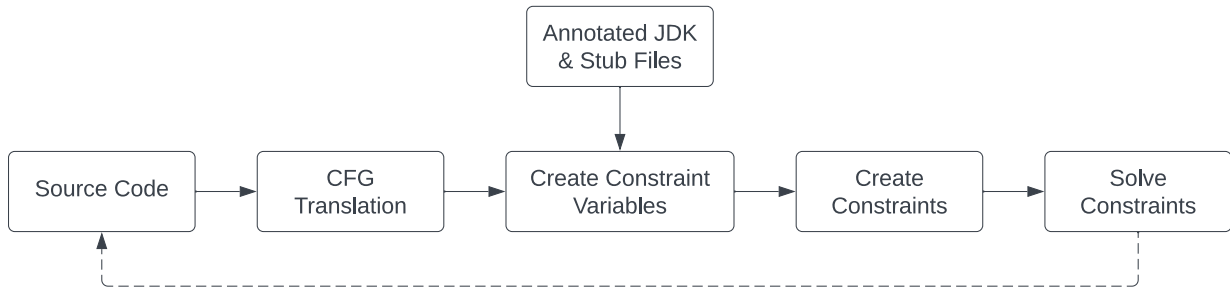 Annotated JDK
& Stub Files
Source Code
CFG
Translation
Create Constraint
Variables
Create
Constraints
Solve
Constraints